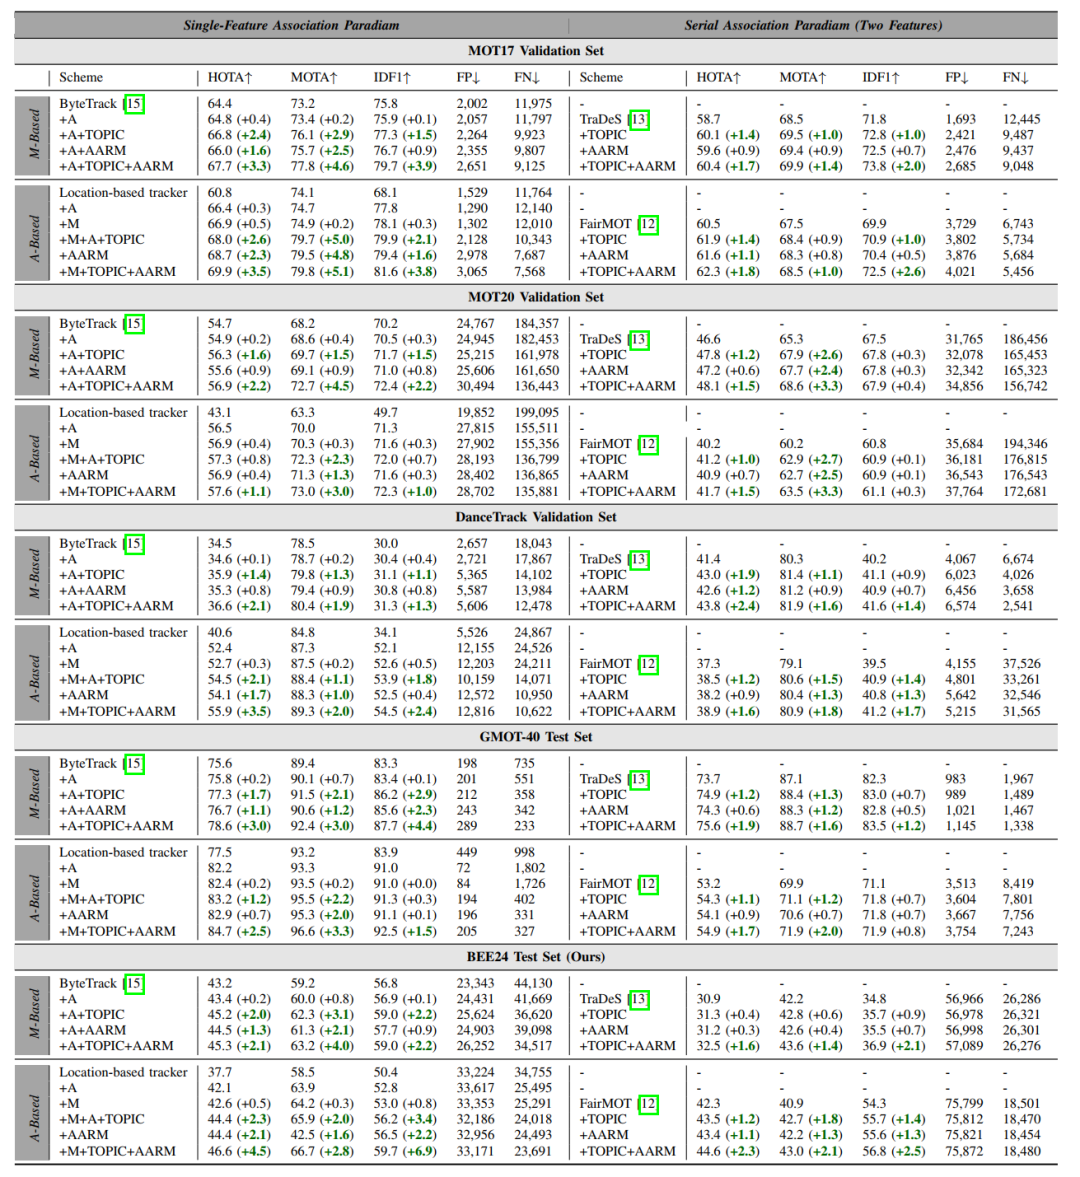 Single-Feature Association Paradiam Serial Association Paradiam (Two Features)
MOT17 Validation Set
Scheme HOTA↑ MOTA↑ IDF1↑ FP↓ FN↓ Scheme HOTA↑ MOTA↑ IDF1↑ FP↓ FN↓
M-Based
ByteTrack [15] 64.4 73.2 75.8 2,002 11,975 - - - - - -
+A 64.8 (+0.4) 73.4 (+0.2) 75.9 (+0.1) 2,057 11,797 TraDeS [13] 58.7 68.5 71.8 1,693 12,445
+A+TOPIC 66.8 (+2.4) 76.1 (+2.9) 77.3 (+1.5) 2,264 9,923 +TOPIC 60.1 (+1.4) 69.5 (+1.0) 72.8 (+1.0) 2,421 9,487
+A+AARM 66.0 (+1.6) 75.7 (+2.5) 76.7 (+0.9) 2,355 9,807 +AARM 59.6 (+0.9) 69.4 (+0.9) 72.5 (+0.7) 2,476 9,437
+A+TOPIC+AARM 67.7 (+3.3) 77.8 (+4.6) 79.7 (+3.9) 2,651 9,125 +TOPIC+AARM 60.4 (+1.7) 69.9 (+1.4) 73.8 (+2.0) 2,685 9,048
A-Based
Location-based tracker 60.8 74.1 68.1 1,529 11,764 - - - - - -
+A 66.4 (+0.3) 74.7 77.8 1,290 12,140 - - - - - -
+M 66.9 (+0.5) 74.9 (+0.2) 78.1 (+0.3) 1,302 12,010 FairMOT [12] 60.5 67.5 69.9 3,729 6,743
+M+A+TOPIC 68.0 (+2.6) 79.7 (+5.0) 79.9 (+2.1) 2,128 10,343 +TOPIC 61.9 (+1.4) 68.4 (+0.9) 70.9 (+1.0) 3,802 5,734
+AARM 68.7 (+2.3) 79.5 (+4.8) 79.4 (+1.6) 2,978 7,687 +AARM 61.6 (+1.1) 68.3 (+0.8) 70.4 (+0.5) 3,876 5,684
+M+TOPIC+AARM 69.9 (+3.5) 79.8 (+5.1) 81.6 (+3.8) 3,065 7,568 +TOPIC+AARM 62.3 (+1.8) 68.5 (+1.0) 72.5 (+2.6) 4,021 5,456
MOT20 Validation Set
M-Based
ByteTrack [15] 54.7 68.2 70.2 24,767 184,357 - - - - - -
+A 54.9 (+0.2) 68.6 (+0.4) 70.5 (+0.3) 24,945 182,453 TraDeS [13] 46.6 65.3 67.5 31,765 186,456
+A+TOPIC 56.3 (+1.6) 69.7 (+1.5) 71.7 (+1.5) 25,215 161,978 +TOPIC 47.8 (+1.2) 67.9 (+2.6) 67.8 (+0.3) 32,078 165,453
+A+AARM 55.6 (+0.9) 69.1 (+0.9) 71.0 (+0.8) 25,606 161,650 +AARM 47.2 (+0.6) 67.7 (+2.4) 67.8 (+0.3) 32,342 165,323
+A+TOPIC+AARM 56.9 (+2.2) 72.7 (+4.5) 72.4 (+2.2) 30,494 136,443 +TOPIC+AARM 48.1 (+1.5) 68.6 (+3.3) 67.9 (+0.4) 34,856 156,742
A-Based
Location-based tracker 43.1 63.3 49.7 19,852 199,095 - - - - - -
+A 56.5 70.0 71.3 27,815 155,511 - - - - - -
+M 56.9 (+0.4) 70.3 (+0.3) 71.6 (+0.3) 27,902 155,356 FairMOT [12] 40.2 60.2 60.8 35,684 194,346
+M+A+TOPIC 57.3 (+0.8) 72.3 (+2.3) 72.0 (+0.7) 28,193 136,799 +TOPIC 41.2 (+1.0) 62.9 (+2.7) 60.9 (+0.1) 36,181 176,815
+AARM 56.9 (+0.4) 71.3 (+1.3) 71.6 (+0.3) 28,402 136,865 +AARM 40.9 (+0.7) 62.7 (+2.5) 60.9 (+0.1) 36,543 176,543
+M+TOPIC+AARM 57.6 (+1.1) 73.0 (+3.0) 72.3 (+1.0) 28,702 135,881 +TOPIC+AARM 41.7 (+1.5) 63.5 (+3.3) 61.1 (+0.3) 37,764 172,681
DanceTrack Validation Set
M-Based
ByteTrack [15] 34.5 78.5 30.0 2,657 18,043 - - - - - -
+A 34.6 (+0.1) 78.7 (+0.2) 30.4 (+0.4) 2,721 17,867 TraDeS [13] 41.4 80.3 40.2 4,067 6,674
+A+TOPIC 35.9 (+1.4) 79.8 (+1.3) 31.1 (+1.1) 5,365 14,102 +TOPIC 43.0 (+1.9) 81.4 (+1.1) 41.1 (+0.9) 6,023 4,026
+A+AARM 35.3 (+0.8) 79.4 (+0.9) 30.8 (+0.8) 5,587 13,984 +AARM 42.6 (+1.2) 81.2 (+0.9) 40.9 (+0.7) 6,456 3,658
+A+TOPIC+AARM 36.6 (+2.1) 80.4 (+1.9) 31.3 (+1.3) 5,606 12,478 +TOPIC+AARM 43.8 (+2.4) 81.9 (+1.6) 41.6 (+1.4) 6,574 2,541
A-Based
Location-based tracker 40.6 84.8 34.1 5,526 24,867 - - - - - -
+A 52.4 87.3 52.1 12,155 24,526 - - - - - -
+M 52.7 (+0.3) 87.5 (+0.2) 52.6 (+0.5) 12,203 24,211 FairMOT [12] 37.3 79.1 39.5 4,155 37,526
+M+A+TOPIC 54.5 (+2.1) 88.4 (+1.1) 53.9 (+1.8) 10,159 14,071 +TOPIC 38.5 (+1.2) 80.6 (+1.5) 40.9 (+1.4) 4,801 33,261
+AARM 54.1 (+1.7) 88.3 (+1.0) 52.5 (+0.4) 12,572 10,950 +AARM 38.2 (+0.9) 80.4 (+1.3) 40.8 (+1.3) 5,642 32,546
+M+TOPIC+AARM 55.9 (+3.5) 89.3 (+2.0) 54.5 (+2.4) 12,816 10,622 +TOPIC+AARM 38.9 (+1.6) 80.9 (+1.8) 41.2 (+1.7) 5,215 31,565
GMOT-40 Test Set
M-Based
ByteTrack [15] 75.6 89.4 83.3 198 735 - - - - - -
+A 75.8 (+0.2) 90.1 (+0.7) 83.4 (+0.1) 201 551 TraDeS [13] 73.7 87.1 82.3 983 1,967
+A+TOPIC 77.3 (+1.7) 91.5 (+2.1) 86.2 (+2.9) 212 358 +TOPIC 74.9 (+1.2) 88.4 (+1.3) 83.0 (+0.7) 989 1,489
+A+AARM 76.7 (+1.1) 90.6 (+1.2) 85.6 (+2.3) 243 342 +AARM 74.3 (+0.6) 88.3 (+1.2) 82.8 (+0.5) 1,021 1,467
+A+TOPIC+AARM 78.6 (+3.0) 92.4 (+3.0) 87.7 (+4.4) 289 233 +TOPIC+AARM 75.6 (+1.9) 88.7 (+1.6) 83.5 (+1.2) 1,145 1,338
A-Based
Location-based tracker 77.5 93.2 83.9 449 998 - - - - - -
+A 82.2 93.3 91.0 72 1,802 - - - - - -
+M 82.4 (+0.2) 93.5 (+0.2) 91.0 (+0.0) 84 1,726 FairMOT [12] 53.2 69.9 71.1 3,513 8,419
+M+A+TOPIC 83.2 (+1.2) 95.5 (+2.2) 91.3 (+0.3) 194 402 +TOPIC 54.3 (+1.1) 71.1 (+1.2) 71.8 (+0.7) 3,604 7,801
+AARM 82.9 (+0.7) 95.3 (+2.0) 91.1 (+0.1) 196 331 +AARM 54.1 (+0.9) 70.6 (+0.7) 71.8 (+0.7) 3,667 7,756
+M+TOPIC+AARM 84.7 (+2.5) 96.6 (+3.3) 92.5 (+1.5) 205 327 +TOPIC+AARM 54.9 (+1.7) 71.9 (+2.0) 71.9 (+0.8) 3,754 7,243
BEE24 Test Set (Ours)
M-Based
ByteTrack [15] 43.2 59.2 56.8 23,343 44,130 - - - - - -
+A 43.4 (+0.2) 60.0 (+0.8) 56.9 (+0.1) 24,431 41,669 TraDeS [13] 30.9 42.2 34.8 56,966 26,286
+A+TOPIC 45.2 (+2.0) 62.3 (+3.1) 59.0 (+2.2) 25,624 36,620 +TOPIC 31.3 (+0.4) 42.8 (+0.6) 35.7 (+0.9) 56,978 26,321
+A+AARM 44.5 (+1.3) 61.3 (+2.1) 57.7 (+0.9) 24,903 39,098 +AARM 31.2 (+0.3) 42.6 (+0.4) 35.5 (+0.7) 56,998 26,301
+A+TOPIC+AARM 45.3 (+2.1) 63.2 (+4.0) 59.0 (+2.2) 26,252 34,517 +TOPIC+AARM 32.5 (+1.6) 43.6 (+1.4) 36.9 (+2.1) 57,089 26,276
A-Based
Location-based tracker 37.7 58.5 50.4 33,224 34,755 - - - - - -
+A 42.1 63.9 52.8 33,617 25,495 - - - - - -
+M 42.6 (+0.5) 64.2 (+0.3) 53.0 (+0.8) 33,353 25,291 FairMOT [12] 42.3 40.9 54.3 75,799 18,501
+M+A+TOPIC 44.4 (+2.3) 65.9 (+2.0) 56.2 (+3.4) 32,186 24,018 +TOPIC 43.5 (+1.2) 42.7 (+1.8) 55.7 (+1.4) 75,812 18,470
+AARM 44.4 (+2.1) 42.5 (+1.6) 56.5 (+2.2) 32,956 24,493 +AARM 43.4 (+1.1) 42.2 (+1.3) 55.6 (+1.3) 75,821 18,454
+M+TOPIC+AARM 46.6 (+4.5) 66.7 (+2.8) 59.7 (+6.9) 33,171 23,691 +TOPIC+AARM 44.6 (+2.3) 43.0 (+2.1) 56.8 (+2.5) 75,872 18,480